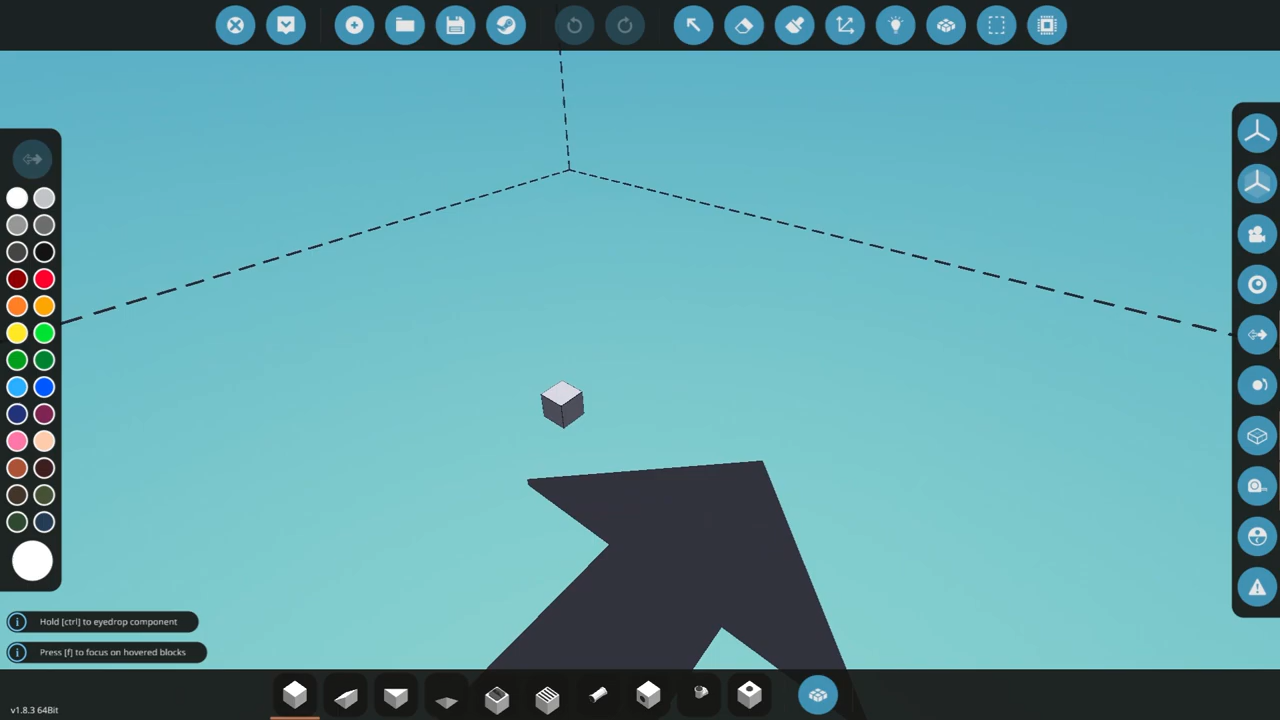 Hold [ctrl] to eyedrop component
Press [f] to focus on hovered blocks
v1.8.3 64Bit